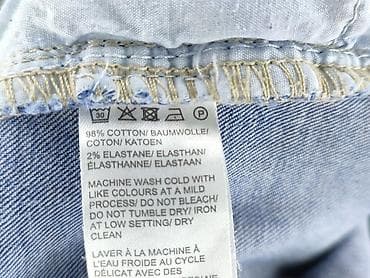 30 P
98% COTTON/ BAUMWOLLE/
COTON/ KATOEN
2% ELASTANE/ ELASTHAN/
ÉLASTHANNE/ ELASTAAN
MACHINE WASH COLD WITH
LIKE COLOURS AT A MILD
PROCESS/ DO NOT BLEACH/
DO NOT TUMBLE DRY/ IRON
AT LOW SETTING/ DRY
CLEAN
LAVER À LA MACHINE À
L'EAU FROIDE AU CYCLE
DÉLICAT AVEC DES